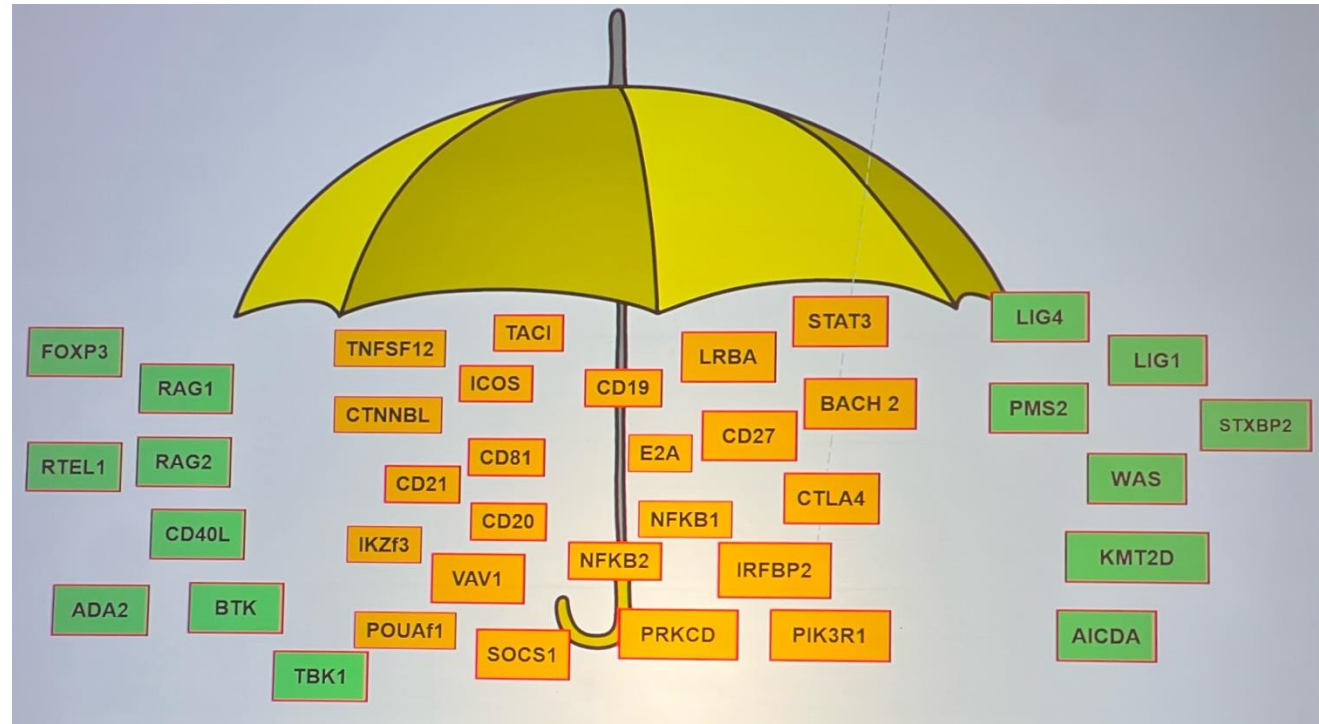 FOXP3
RAG1
RTEL1
RAG2
CD40L
ADA2
BTK
TBK1
TNFSF12
TACI
ICOS
CTNNBL
CD81
CD21
CD20
IKZf3
VAV1
POUAf1
SOCS1
CD19
LRBA
STAT3
BACH 2
CD27
E2A
CTLA4
NFKB1
NFKB2
IRFBP2
PRKCD
PIK3R1
LIG4
LIG1
PMS2
STXBP2
WAS
KMT2D
AICDA